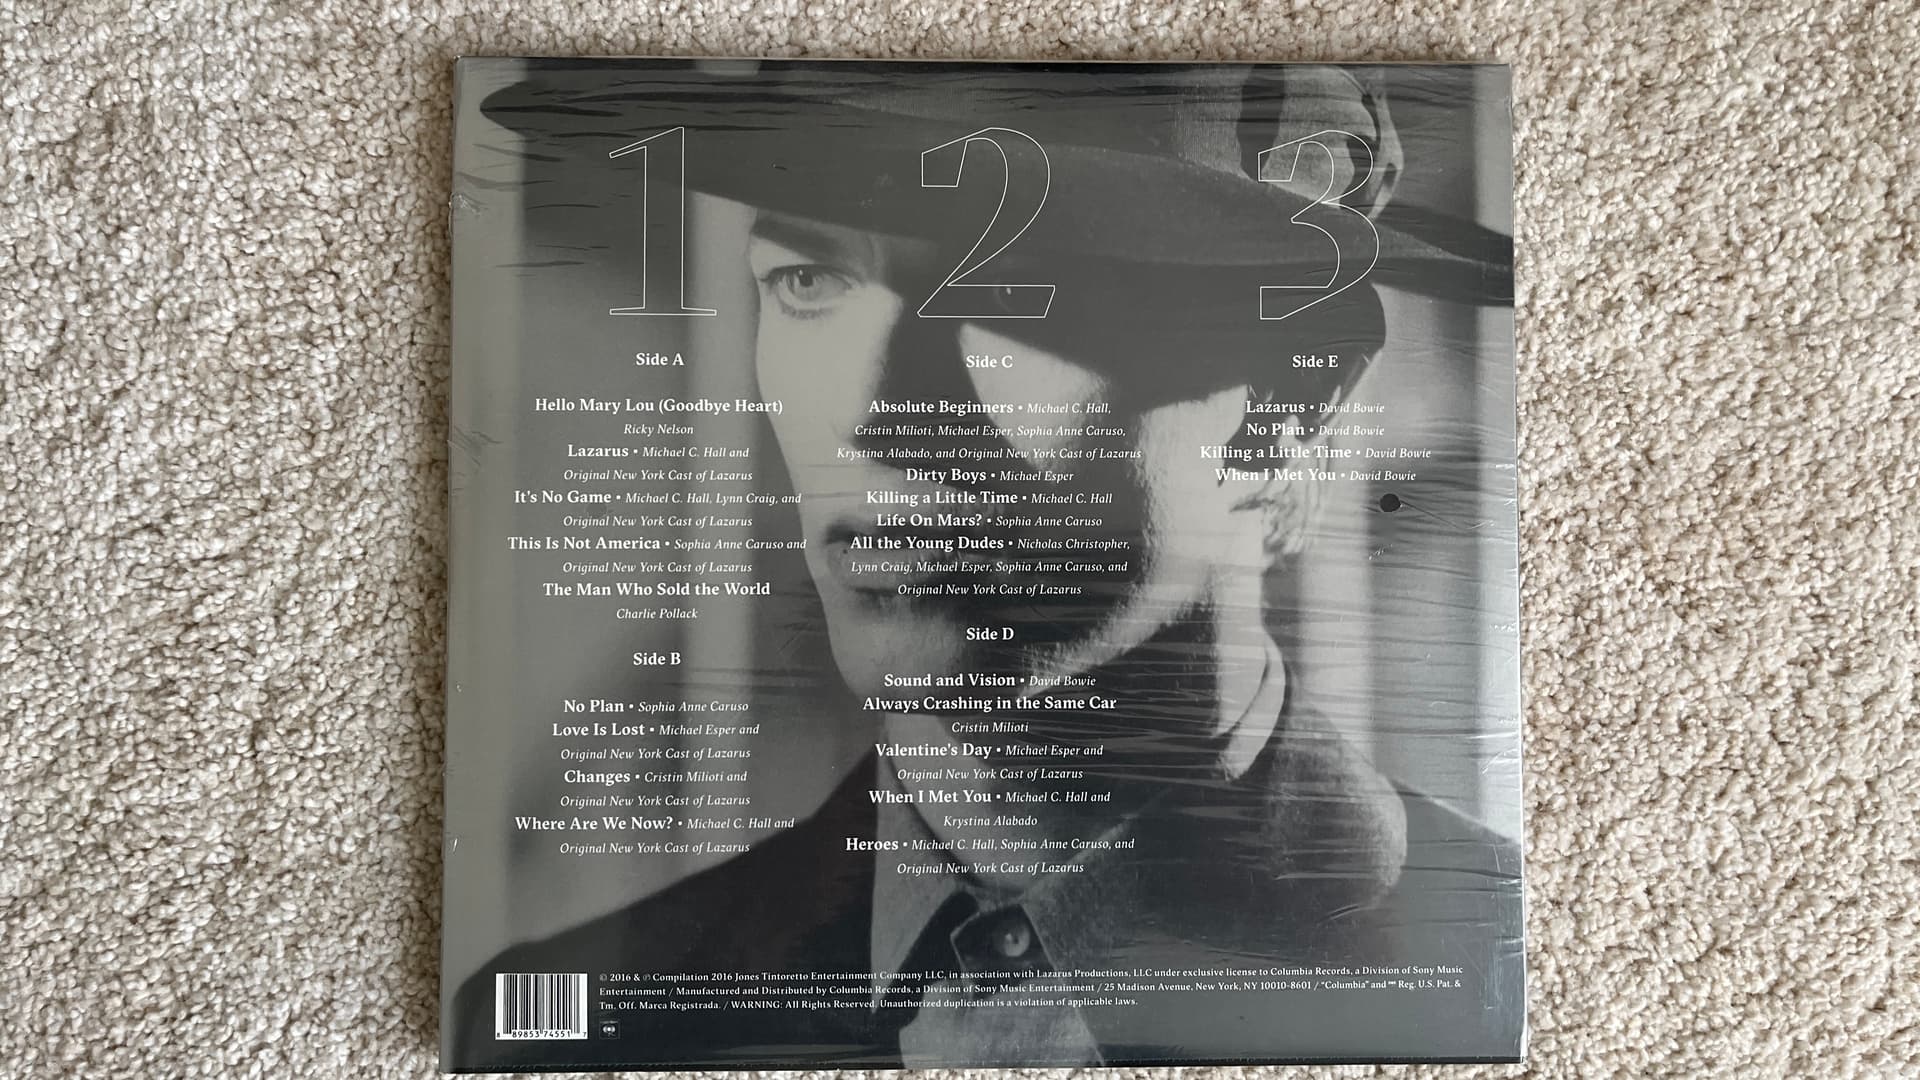 1
Side A
Hello Mary Lou (Goodbye Heart)
Ricky Nelson
Lazarus • Michael C. Hall and
Original New York Cast of Lazarus
It's No Game • Michael C. Hall, Lynn Craig, and
Original New York Cast of Lazarus
This Is Not America • Sophia Anne Caruso and
Original New York Cast of Lazarus
The Man Who Sold the World
Charlie Pollack
Side B
No Plan • Sophia Anne Caruso
Love Is Lost • Michael Esper and
Original New York Cast of Lazarus
Changes • Cristin Milioti and
Original New York Cast of Lazarus
Where Are We Now? • Michael C. Hall and
Original New York Cast of Lazarus
2
Side C
Absolute Beginners • Michael C. Hall,
Cristin Milioti, Michael Esper, Sophia Anne Caruso,
Krystina Alabado, and Original New York Cast of Lazarus
Dirty Boys • Michael Esper
Killing a Little Time • Michael C. Hall
Life On Mars? • Sophia Anne Caruso
All the Young Dudes • Nicholas Christopher,
Lynn Craig, Michael Esper, Sophia Anne Caruso, and
Original New York Cast of Lazarus
Side D
Sound and Vision • David Bowie
Always Crashing in the Same Car
Cristin Milioti
Valentine's Day • Michael Esper and
Original New York Cast of Lazarus
When I Met You • Michael C. Hall and
Krystina Alabado
Heroes • Michael C. Hall, Sophia Anne Caruso, and
Original New York Cast of Lazarus
3
Side E
Lazarus • David Bowie
No Plan • David Bowie
Killing a Little Time • David Bowie
When I Met You • David Bowie
© 2016 & ℗ Compilation 2016 Jones Tintoretto Entertainment Company LLC, in association with Lazarus Productions, LLC under exclusive license to Columbia Records, a Division of Sony Music
Entertainment / Manufactured and Distributed by Columbia Records, a Division of Sony Music Entertainment / 25 Madison Avenue, New York, NY 10010-8601 / "Columbia" and Reg. U.S. Pat. &
Tm. Off. Marca Registrada. / WARNING: All Rights Reserved. Unauthorized duplication is a violation of applicable laws.
8 89853 74551 7